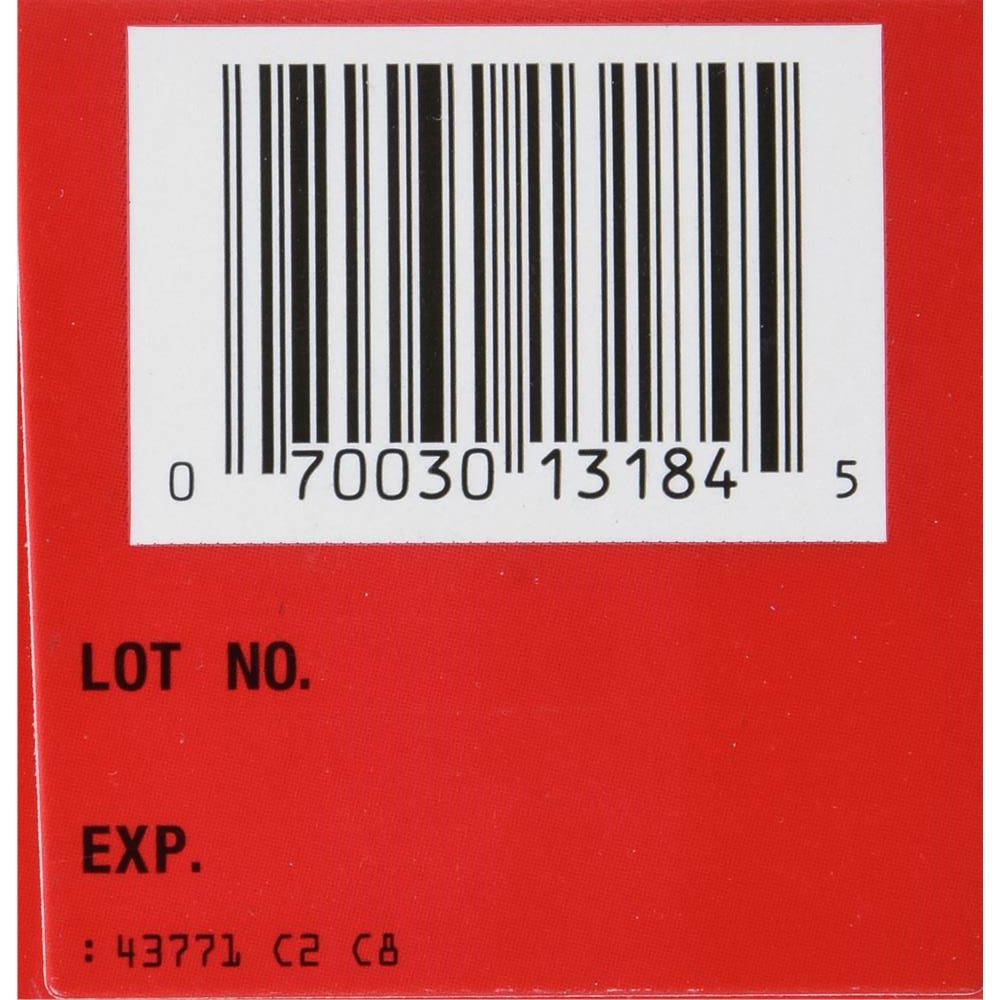 0 70030 13184 5
LOT NO.
EXP.
: 43771 C2 C8